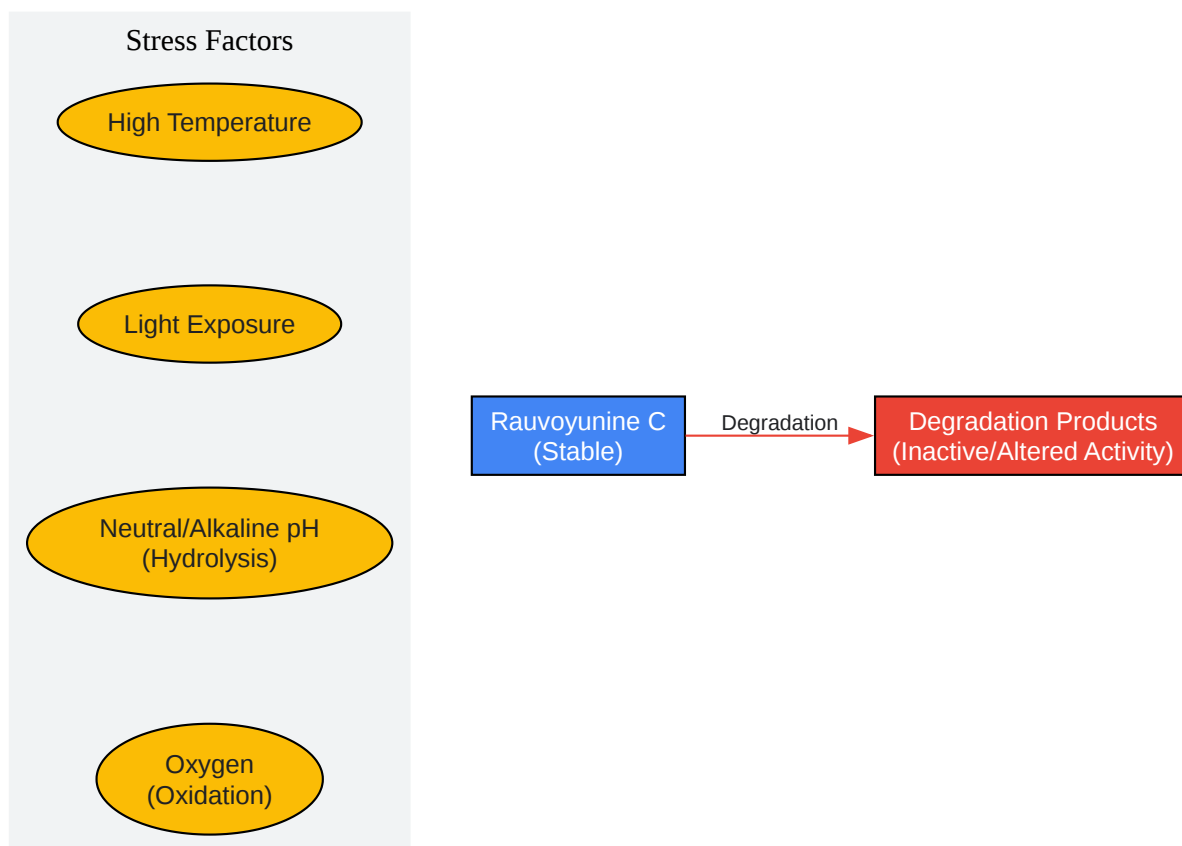 Stress Factors
High Temperature
Light Exposure
Neutral/Alkaline pH
(Hydrolysis)
Oxygen
(Oxidation)
Rauvoyunine C
(Stable)
Degradation
Degradation Products
(Inactive/Altered Activity)